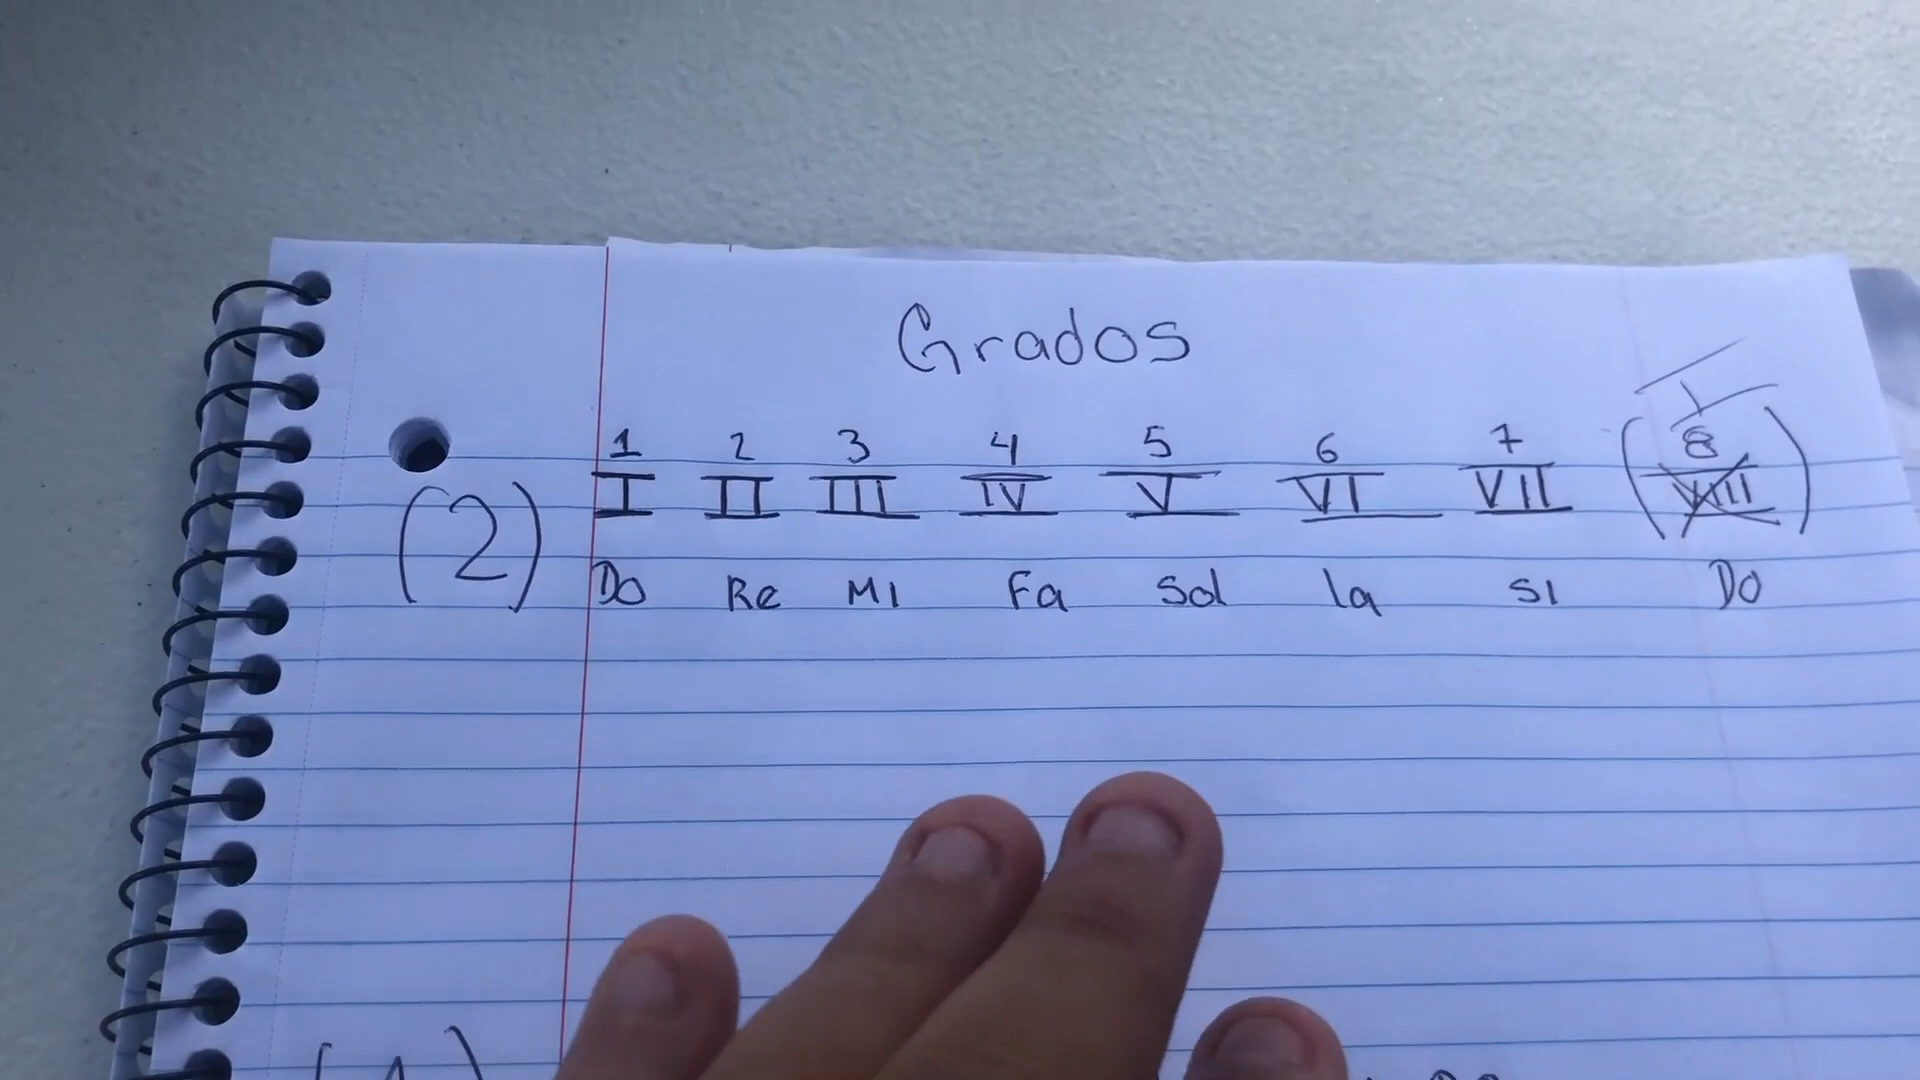 Grados
I
1 2 3 4 5 6 7 (8
(2) I II III IV V VI VII VIII)
Do Re MI Fa Sol la SI Do